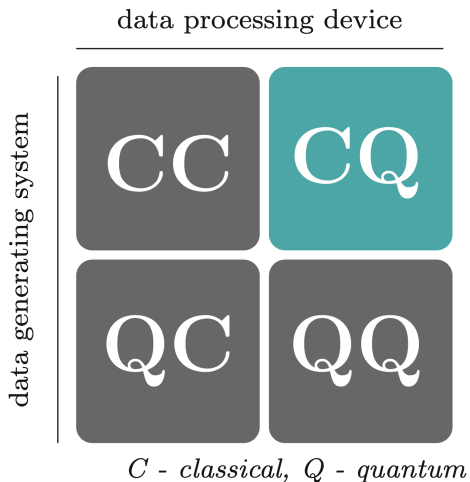 data processing device
data generating system
CC CQ
QC QQ
C - classical, Q - quantum